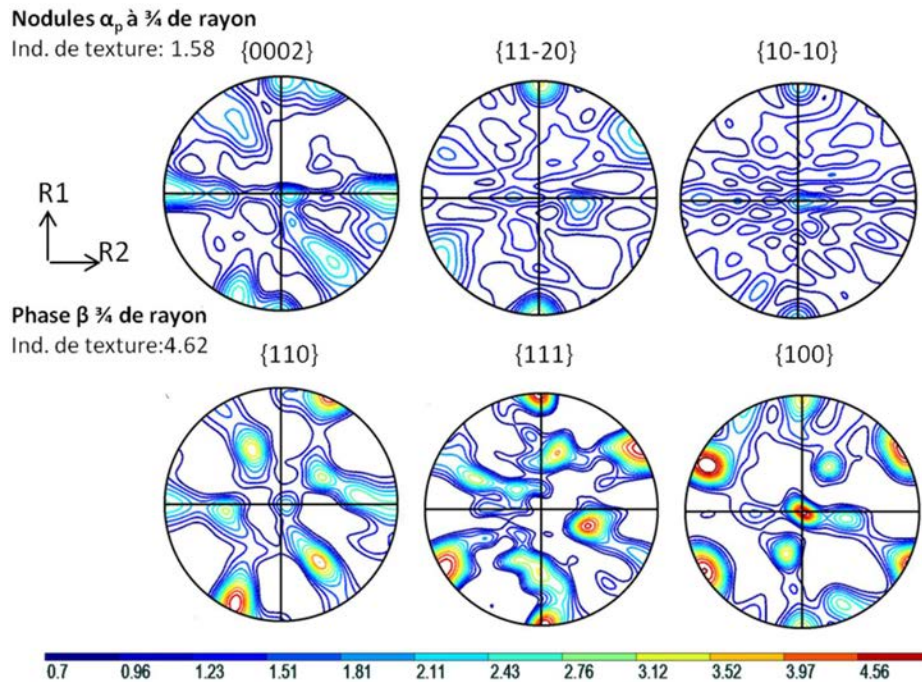 Nodules αp à ¾ de rayon
Ind. de texture: 1.58
{0002} {11-20} {10-10}
R1
R2
Phase β ¾ de rayon
Ind. de texture:4.62
{110} {111} {100}
0.7 0.96 1.23 1.51 1.81 2.11 2.43 2.76 3.12 3.52 3.97 4.56